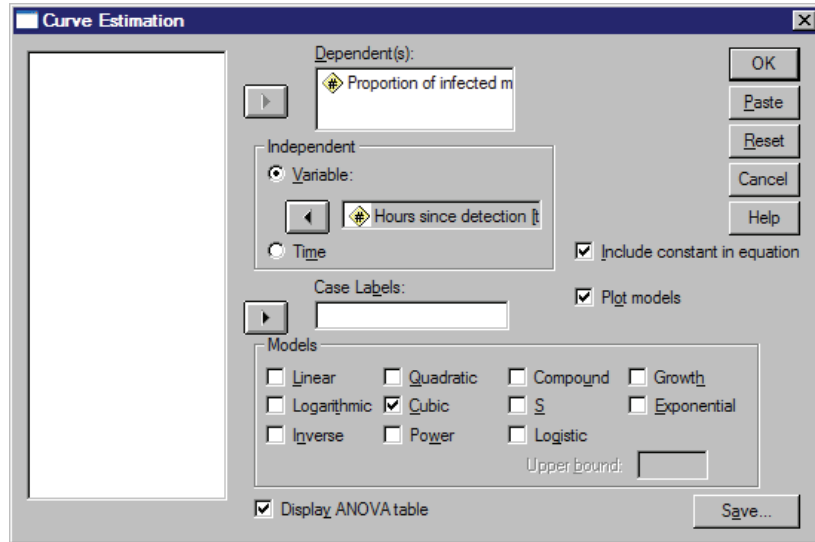 Curve Estimation
Dependent(s):
Proportion of infected m
OK
Paste
Reset
Cancel
Help
Independent
Variable:
Hours since detection [t
Time
Include constant in equation
Case Labels:
Plot models
Models
Linear Quadratic Compound Growth
Logarithmic Cubic S Exponential
Inverse Power Logistic
Upper bound:
Display ANOVA table
Save...